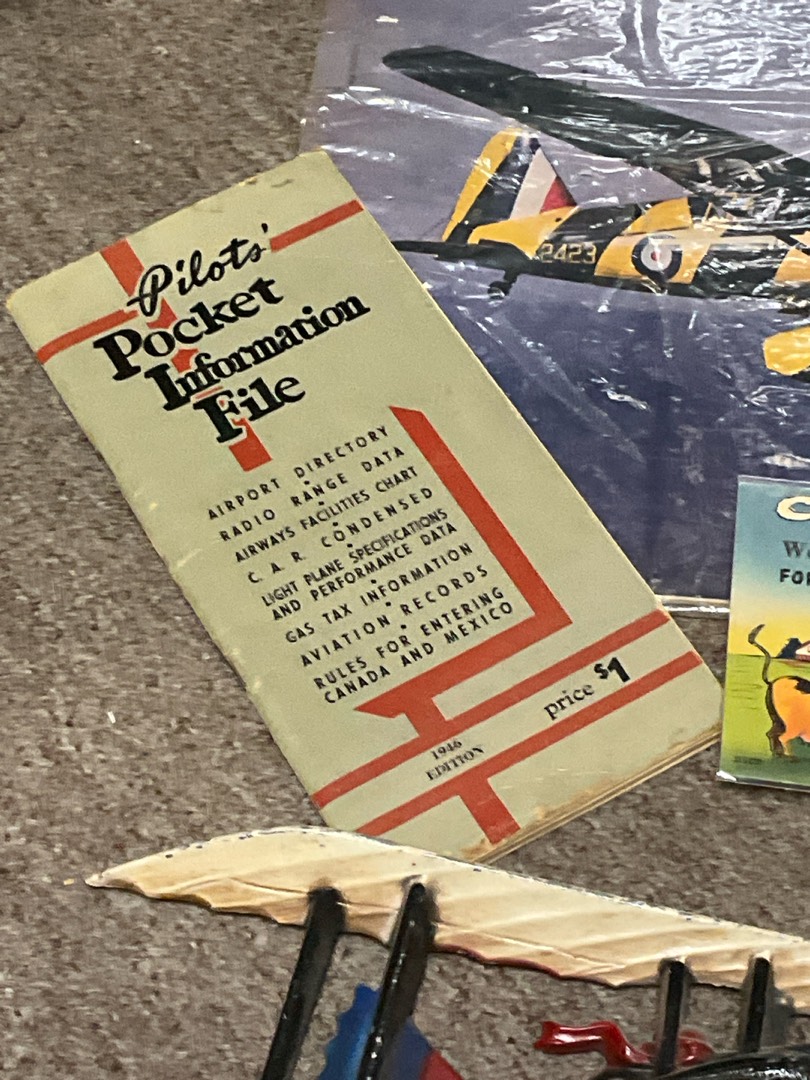 Pilots'
Pocket
Information
File
AIRPORT DIRECTORY
RADIO RANGE DATA
AIRWAYS FACILITIES CHART
C. A. R. CONDENSED
LIGHT PLANE SPECIFICATIONS
AND PERFORMANCE DATA
GAS TAX INFORMATION
AVIATION RECORDS
RULES FOR ENTERING
CANADA AND MEXICO
1946
EDITION
price $1
2423